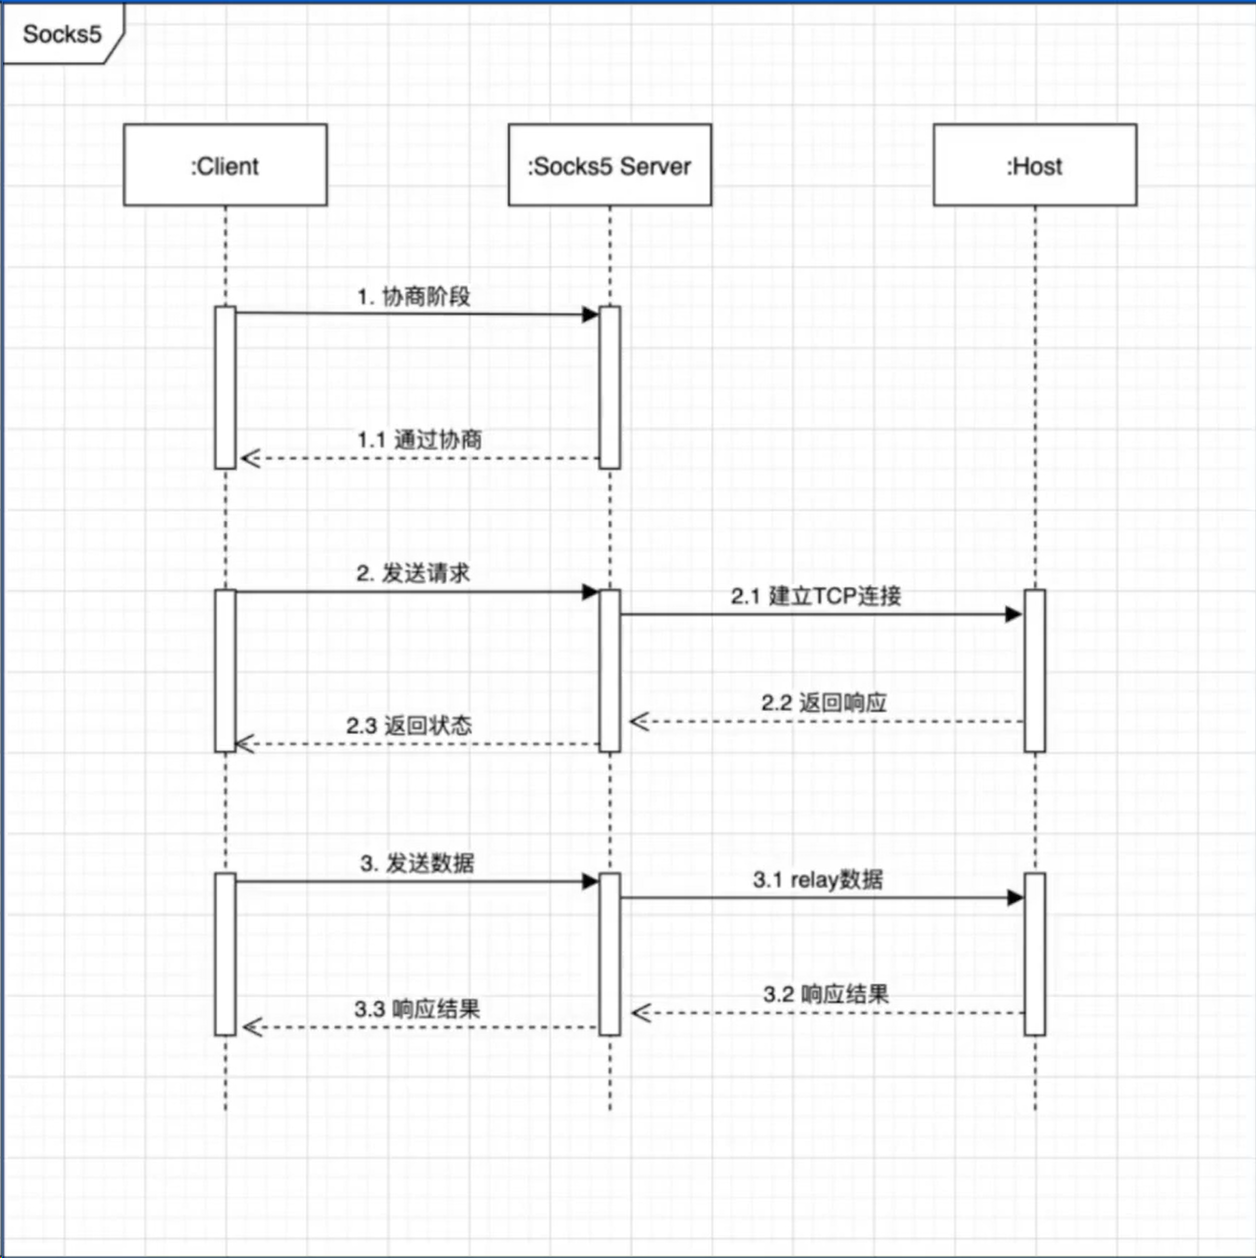 Socks5
:Client
:Socks5 Server
:Host
1. 协商阶段
1.1 通过协商
2. 发送请求
2.1 建立TCP连接
2.2 返回响应
2.3 返回状态
3. 发送数据
3.1 relay数据
3.2 响应结果
3.3 响应结果